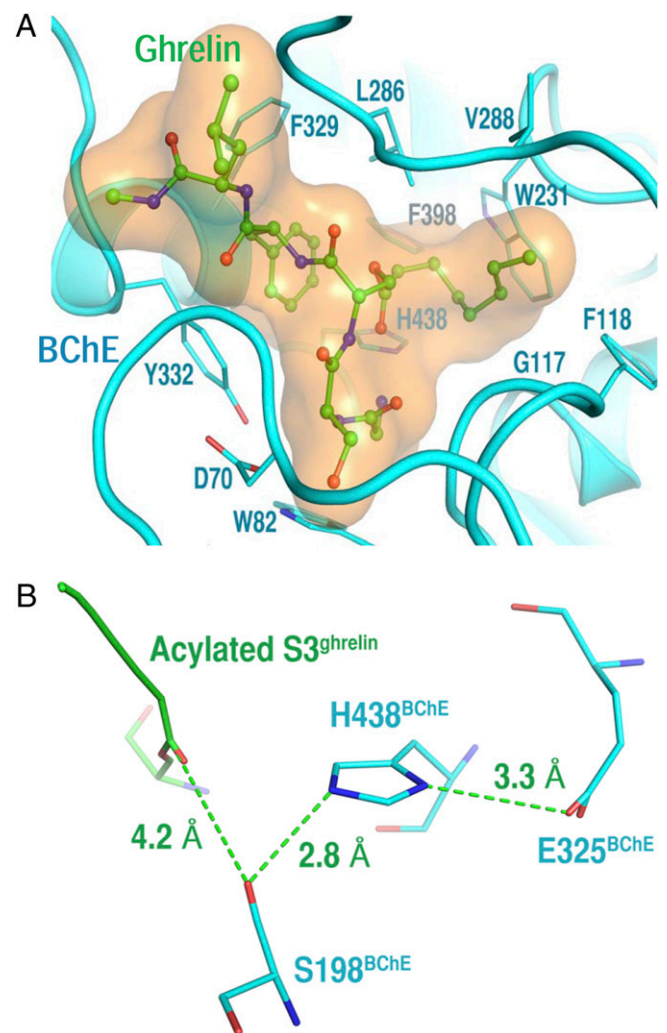 A
Ghrelin
L286
V288
F329
W231
F398
BChE
H438
F118
Y332
G117
D70
W82
B
Acylated S3ghrelin
H438BChE
3.3 Å
4.2 Å
2.8 Å
E325BChE
S198BChE